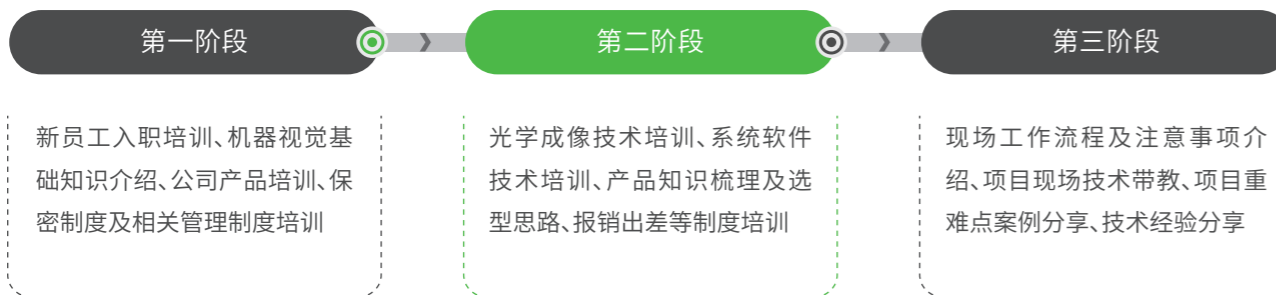 第一阶段
第二阶段
第三阶段
新员工入职培训、机器视觉基
础知识介绍、公司产品培训、保
密制度及相关管理制度培训
光学成像技术培训、系统软件
技术培训、产品知识梳理及选
型思路、报销出差等制度培训
现场工作流程及注意事项介
绍、项目现场技术带教、项目重
难点案例分享、技术经验分享